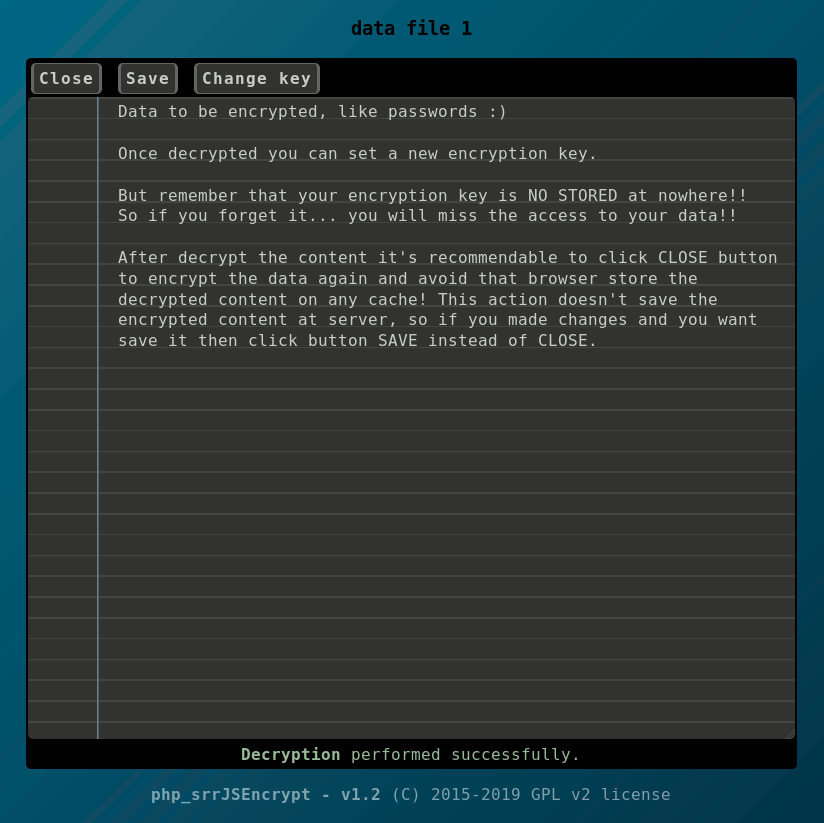 data file 1
Close Save Change key
Data to be encrypted, like passwords :)
Once decrypted you can set a new encryption key.
But remember that your encryption key is NO STORED at nowhere!!
So if you forget it... you will miss the access to your data!!
After decrypt the content it's recommendable to click CLOSE button
to encrypt the data again and avoid that browser store the
decrypted content on any cache! This action doesn't save the
encrypted content at server, so if you made changes and you want
save it then click button SAVE instead of CLOSE.
Decryption performed successfully.
php_srrJSEncrypt - v1.2 (C) 2015-2019 GPL v2 license